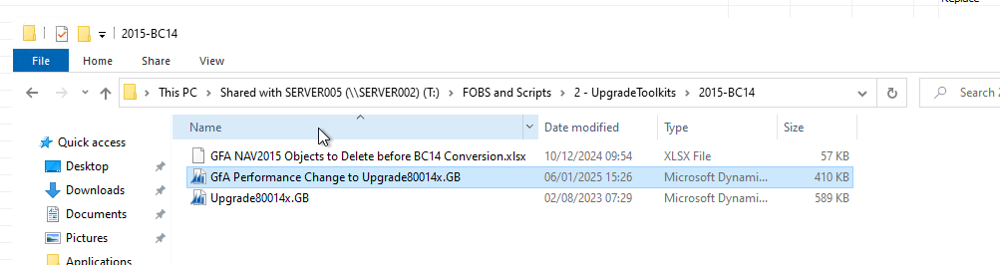 Replace
2015-BC14
File Home Share View
This PC Shared with SERVER005 (\\SERVER002) (T:) FOBS and Scripts 2 - UpgradeToolkits 2015-BC14 Search
Name Date modified Type Size
Quick access
GFA NAV2015 Objects to Delete before BC14 Conversion.xlsx 10/12/2024 09:54 XLSX File 57 KB
Desktop
GfA Performance Change to Upgrade80014x.GB 06/01/2025 15:26 Microsoft Dynami... 410 KB
Downloads
Upgrade80014x.GB 02/08/2023 07:29 Microsoft Dynami... 589 KB
Documents
Pictures
Applications